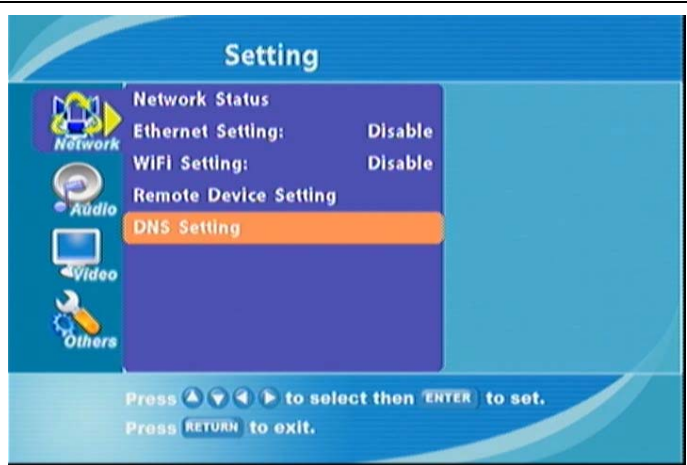 Setting
Network Status
Ethernet Setting: Disable
WiFi Setting: Disable
Remote Device Setting
DNS Setting
Network
Audio
Video
Others
Press to select then ENTER to set.
Press RETURN to exit.